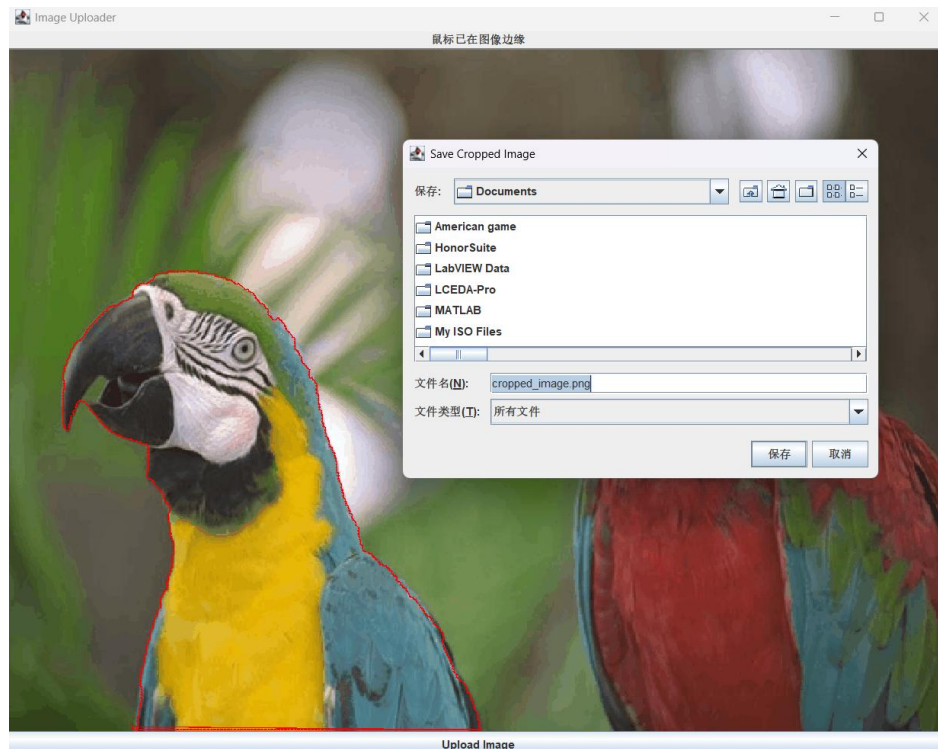 Image Uploader
鼠标已在图像边缘
Save Cropped Image
保存: Documents
American game
HonorSuite
LabVIEW Data
LCEDA-Pro
MATLAB
My ISO Files
文件名(N): cropped_image.png
文件类型(T): 所有文件
保存 取消
Upload Image